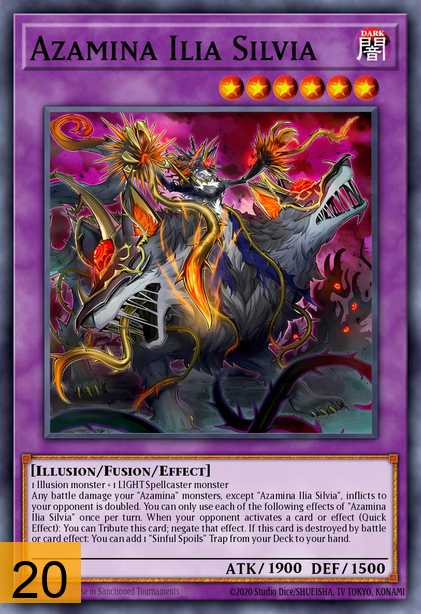 AZAMINA ILIA SILVIA
DARK
闇
[ILLUSION/FUSION/EFFECT]
1 Illusion monster + 1 LIGHT Spellcaster monster
Any battle damage your "Azamina" monsters, except "Azamina Ilia Silvia", inflicts to
your opponent is doubled. You can only use each of the following effects of "Azamina
Ilia Silvia" once per turn. When your opponent activates a card or effect (Quick
Effect): You can Tribute this card; negate that effect. If this card is destroyed by battle
or card effect: You can add 1 "Sinful Spoils" Trap from your Deck to your hand.
ATK/1900 DEF/1500
20
se in Sanctioned Tournaments
©2020 Studio Dice/SHUEISHA, TV TOKYO, KONAMI